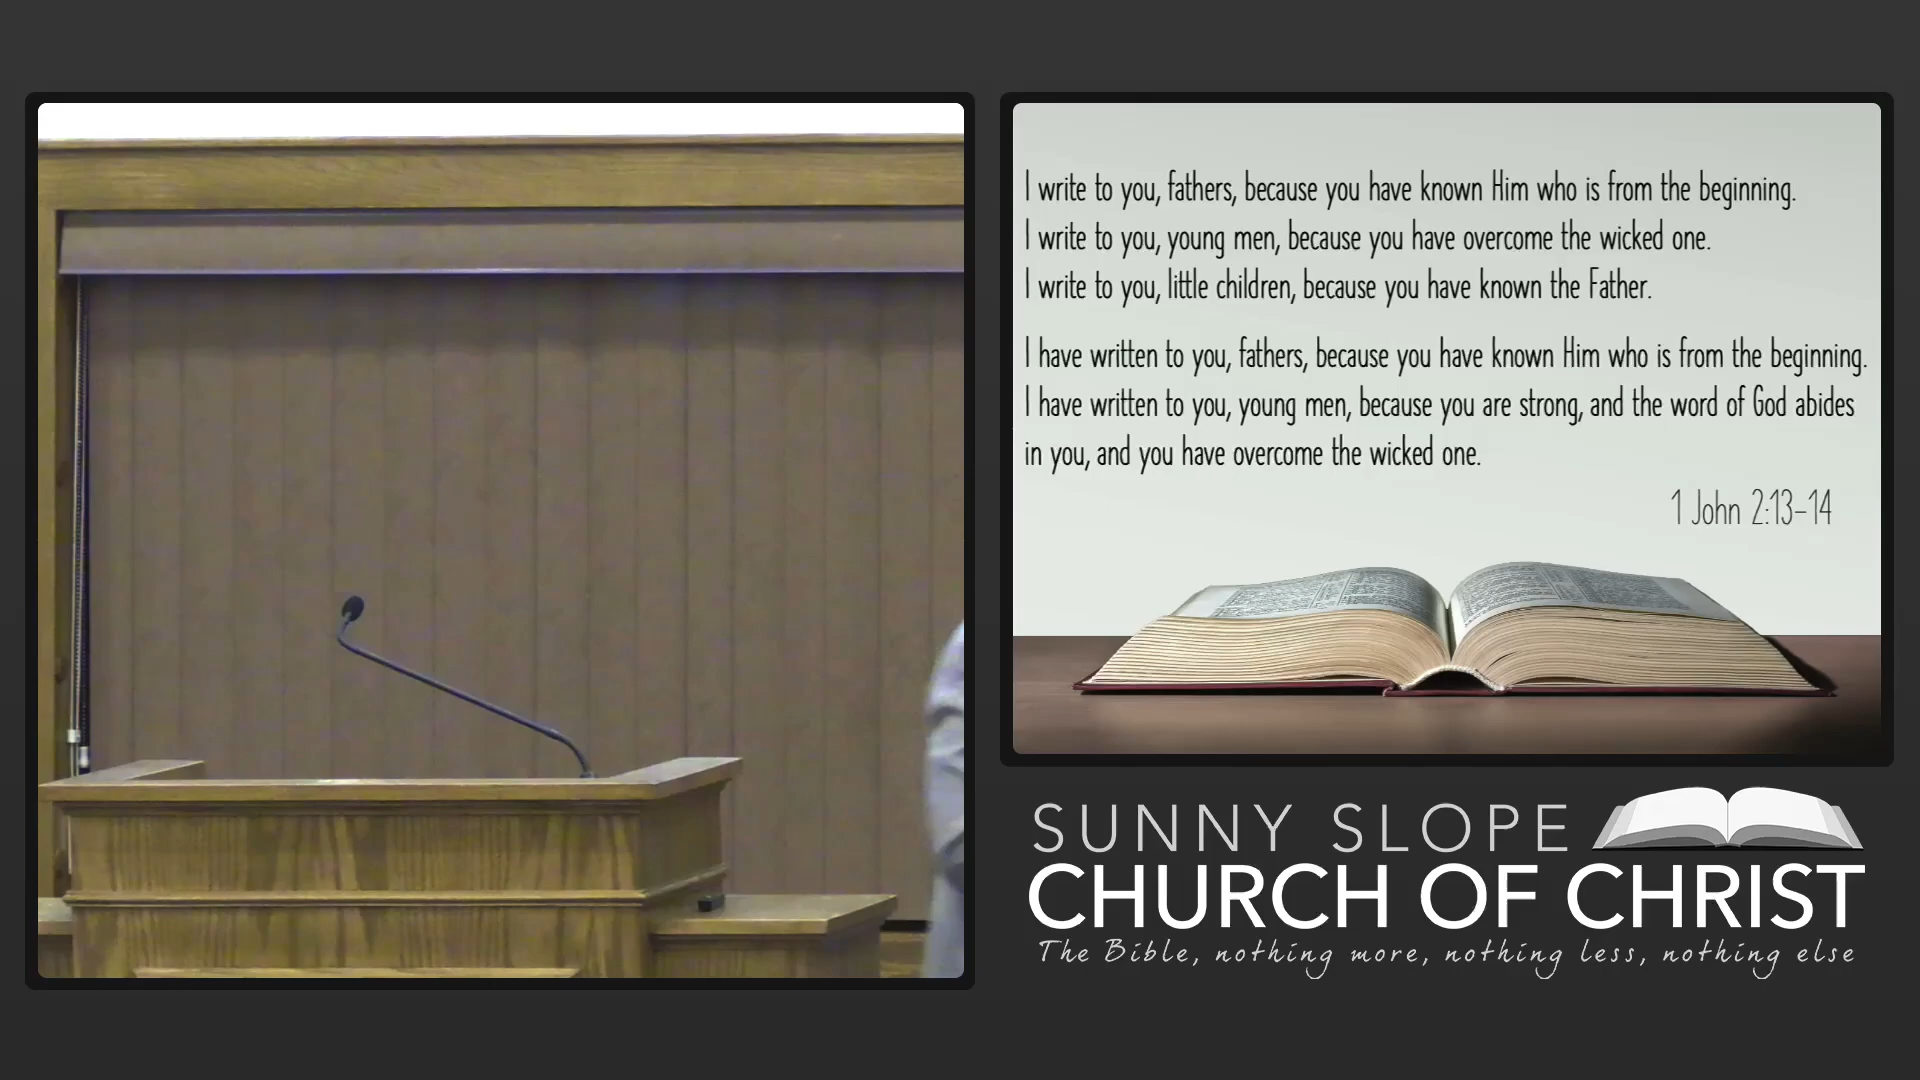 I write to you, fathers, because you have known Him who is from the beginning.
I write to you, young men, because you have overcome the wicked one.
I write to you, little children, because you have known the Father.
I have written to you, fathers, because you have known Him who is from the beginning.
I have written to you, young men, because you are strong, and the word of God abides
in you, and you have overcome the wicked one.
1 John 2:13-14
SUNNY SLOPE
CHURCH OF CHRIST
The Bible, nothing more, nothing less, nothing else